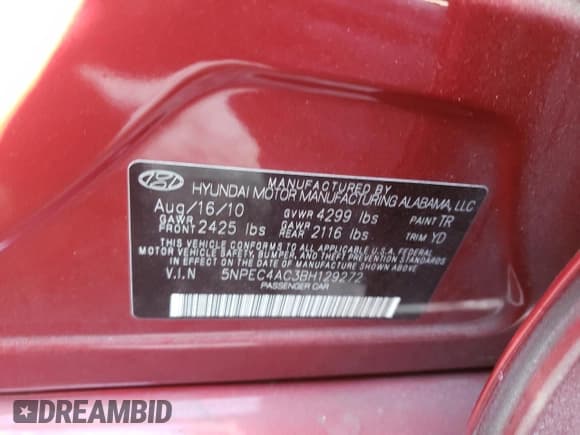 MANUFACTURED BY
HYUNDAI MOTOR MANUFACTURING ALABAMA, LLC
Aug/16/10 GVWR 4299 lbs PAINT TR
GAWR FRONT 2425 lbs GAWR REAR 2116 lbs TRIM YD
THIS VEHICLE CONFORMS TO ALL APPLICABLE U.S.A. FEDERAL
MOTOR VEHICLE SAFETY, BUMPER, AND THEFT PREVENTION STANDARDS
IN EFFECT ON THE DATE OF MANUFACTURE SHOWN ABOVE.
V.I.N 5NPEC4AC3BH129272
PASSENGER CAR
DREAMBID